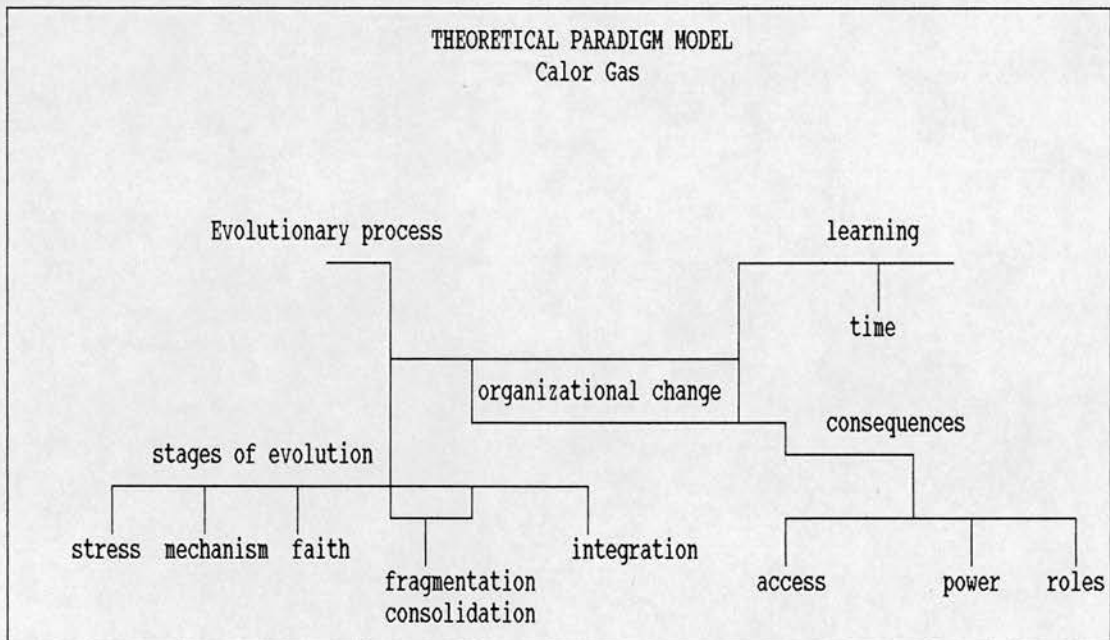 THEORETICAL PARADIGM MODEL
Calor Gas
Evolutionary process
learning
time
organizational change
consequences
stages of evolution
stress
mechanism
faith
fragmentation
consolidation
integration
access
power
roles